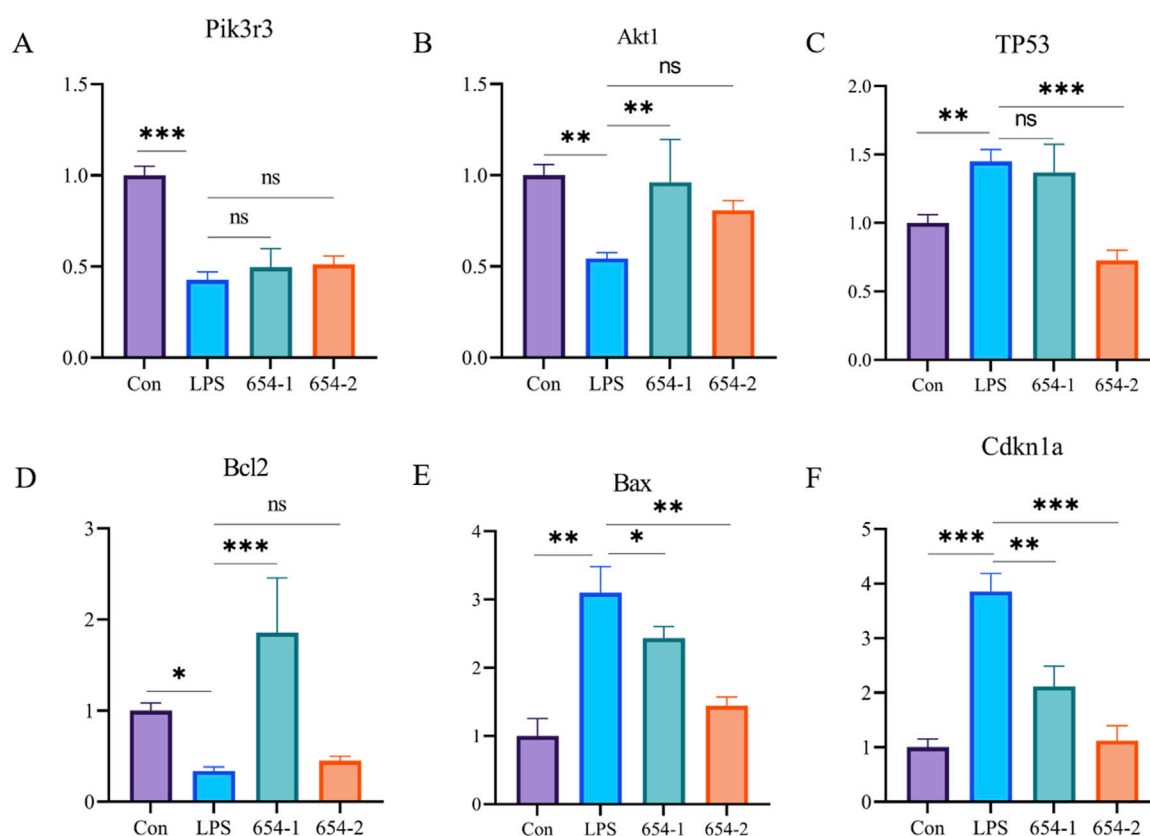 A
Pik3r3
1.5
1.0
0.5
0.0
***
ns
ns
Con LPS 654-1 654-2
B
Akt1
1.5
1.0
0.5
0.0
ns
**
**
Con LPS 654-1 654-2
C
TP53
2.0
1.5
1.0
0.5
0.0
***
**
ns
Con LPS 654-1 654-2
D
Bcl2
3
2
1
0
ns
***
*
Con LPS 654-1 654-2
E
Bax
4
3
2
1
0
**
**
*
Con LPS 654-1 654-2
F
Cdkn1a
5
4
3
2
1
0
***
***
**
Con LPS 654-1 654-2